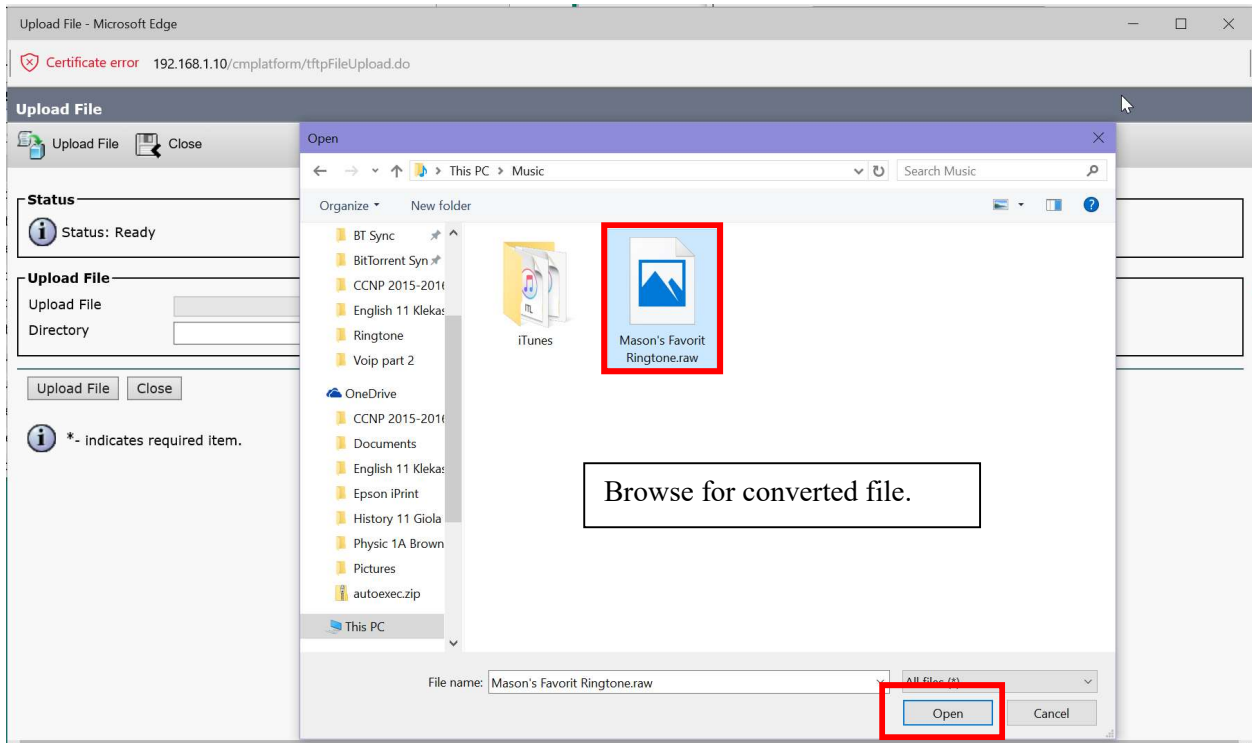 Upload File - Microsoft Edge
Certificate error 192.168.1.10/cmplatform/tftpFileUpload.do
Upload File
Upload File Close
Open
This PC > Music
Search Music
Organize New folder
Status
Status: Ready
Upload File
Upload File
Directory
Upload File Close
*- indicates required item.
BT Sync
BitTorrent Syn
CCNP 2015-2016
English 11 Klekas
Ringtone
Voip part 2
OneDrive
CCNP 2015-2016
Documents
English 11 Klekas
Epson iPrint
History 11 Giola
Physic 1A Brown
Pictures
autoexec.zip
This PC
iTunes
Mason's Favorit
Ringtone.raw
Browse for converted file.
File name: Mason's Favorit Ringtone.raw
All files (*)
Open Cancel